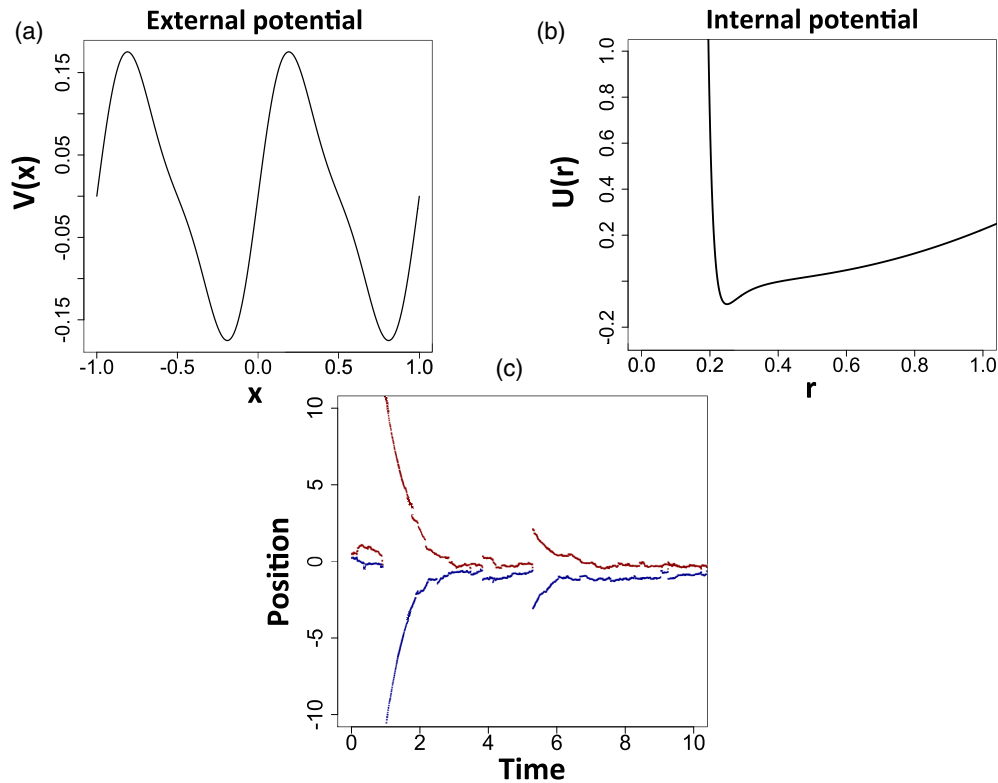 (a)
External potential
V(x)
0.15
0.05
-0.05
-0.15
-1.0 -0.5 0.0 0.5 1.0
x
(b)
Internal potential
U(r)
1.0
0.8
0.6
0.4
0.2
-0.2
0.0 0.2 0.4 0.6 0.8 1.0
r
(c)
Position
10
5
0
-5
-10
0 2 4 6 8 10
Time